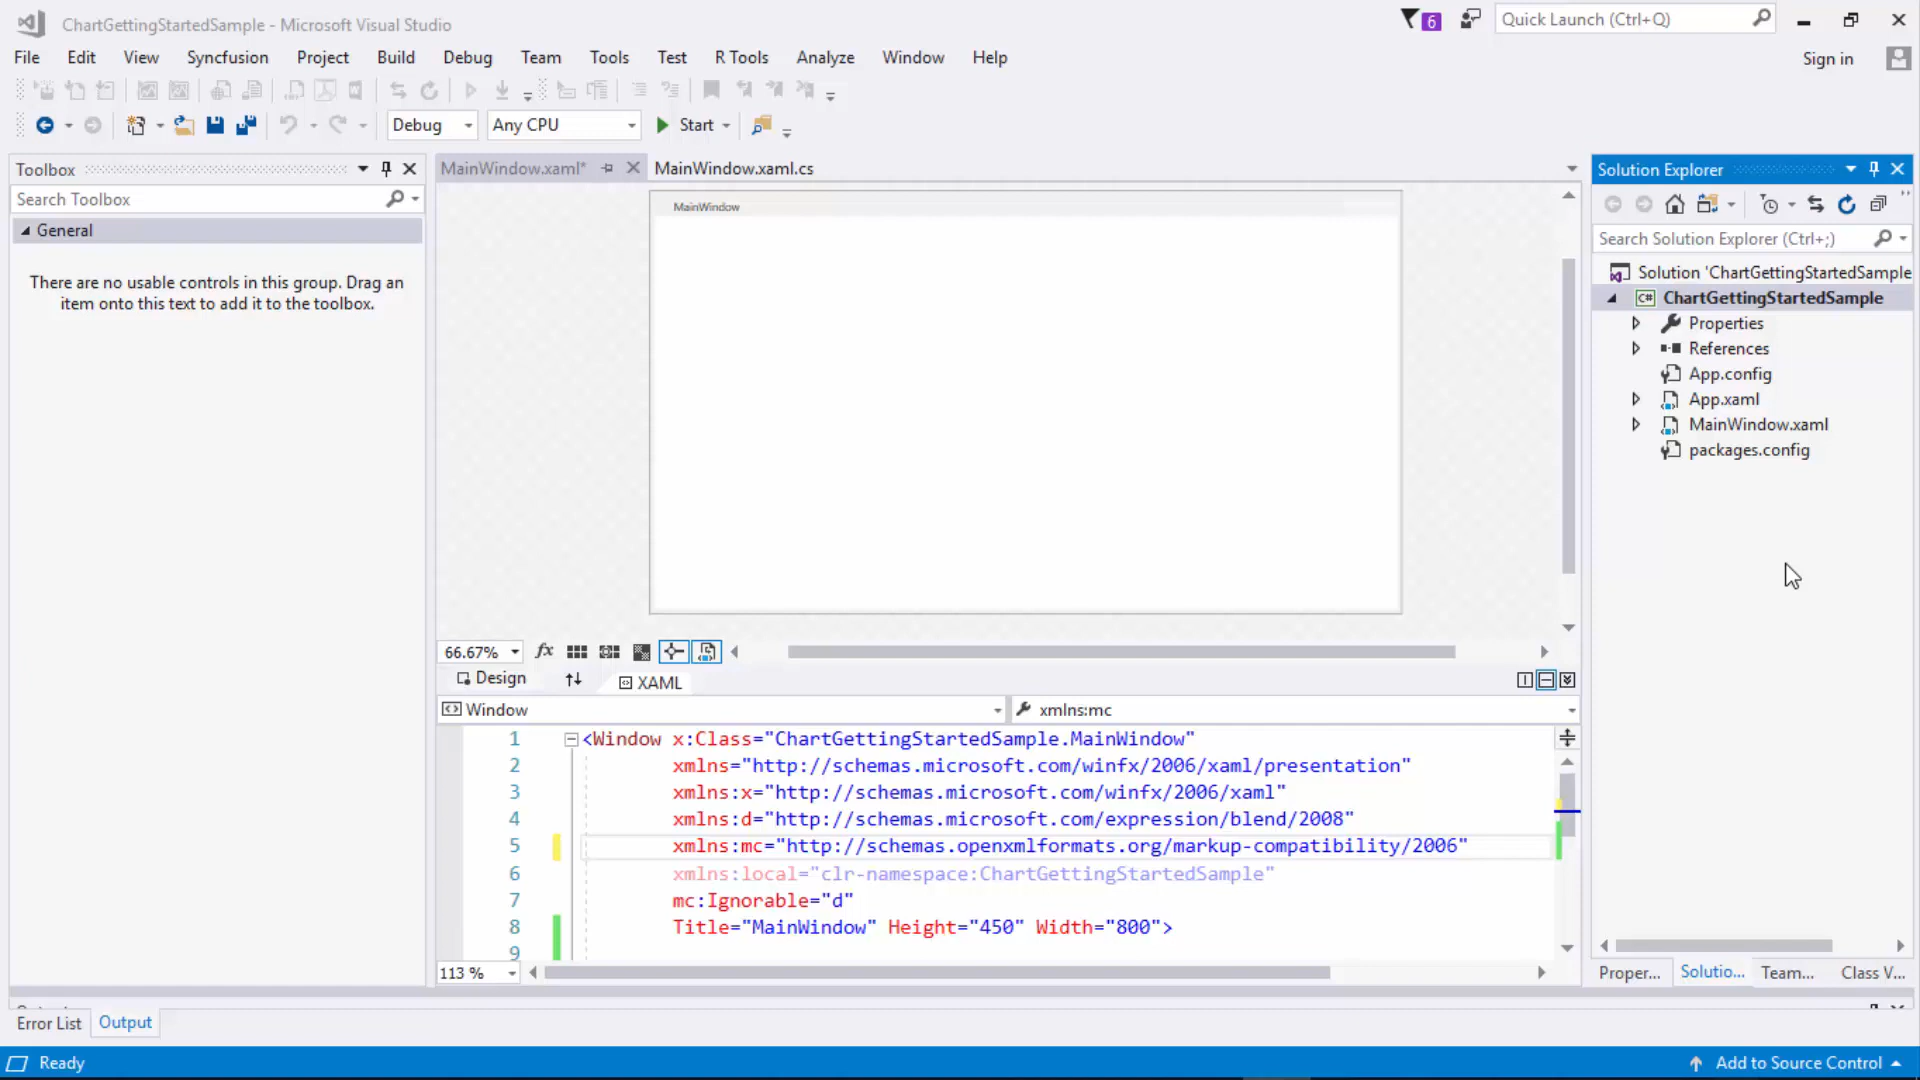 ChartGettingStartedSample - Microsoft Visual Studio
6
Quick Launch (Ctrl+Q)
File Edit View Syncfusion Project Build Debug Team Tools Test R Tools Analyze Window Help
Sign in
Debug Any CPU Start
Toolbox
Search Toolbox
General
There are no usable controls in this group. Drag an
item onto this text to add it to the toolbox.
MainWindow.xaml* MainWindow.xaml.cs
MainWindow
66.67%
Design XAML
Window xmlns:mc
1 <Window x:Class="ChartGettingStartedSample.MainWindow"
2 xmlns="http://schemas.microsoft.com/winfx/2006/xaml/presentation"
3 xmlns:x="http://schemas.microsoft.com/winfx/2006/xaml"
4 xmlns:d="http://schemas.microsoft.com/expression/blend/2008"
5 xmlns:mc="http://schemas.openxmlformats.org/markup-compatibility/2006"
6 xmlns:local="clr-namespace:ChartGettingStartedSample"
7 mc:Ignorable="d"
8 Title="MainWindow" Height="450" Width="800">
9
113 %
Solution Explorer
Search Solution Explorer (Ctrl+;)
Solution 'ChartGettingStartedSample
C# ChartGettingStartedSample
Properties
References
App.config
App.xaml
MainWindow.xaml
packages.config
Proper... Solutio... Team... Class V...
Error List Output
Ready
Add to Source Control